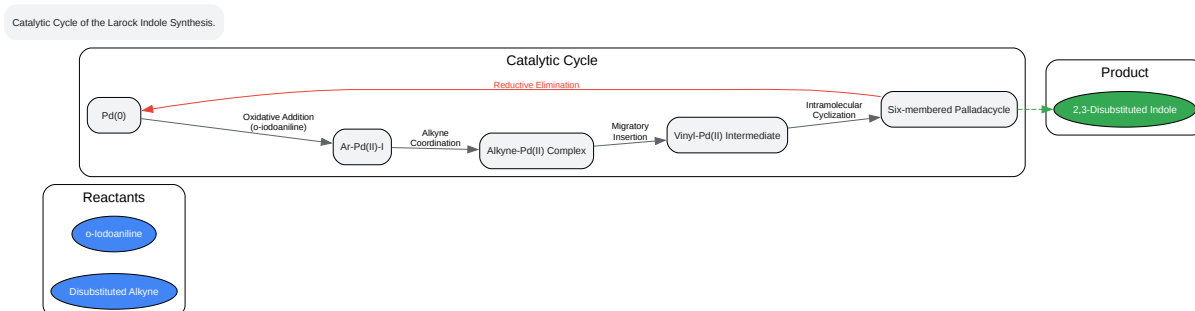 Catalytic Cycle of the Larock Indole Synthesis.
Catalytic Cycle
Product
Reductive Elimination
Pd(0)
Oxidative Addition
(o-iodoaniline)
Ar-Pd(II)-I
Alkyne
Coordination
Alkyne-Pd(II) Complex
Migratory
Insertion
Vinyl-Pd(II) Intermediate
Intramolecular
Cyclization
Six-membered Palladacycle
2,3-Disubstituted Indole
Reactants
o-Iodoaniline
Disubstituted Alkyne